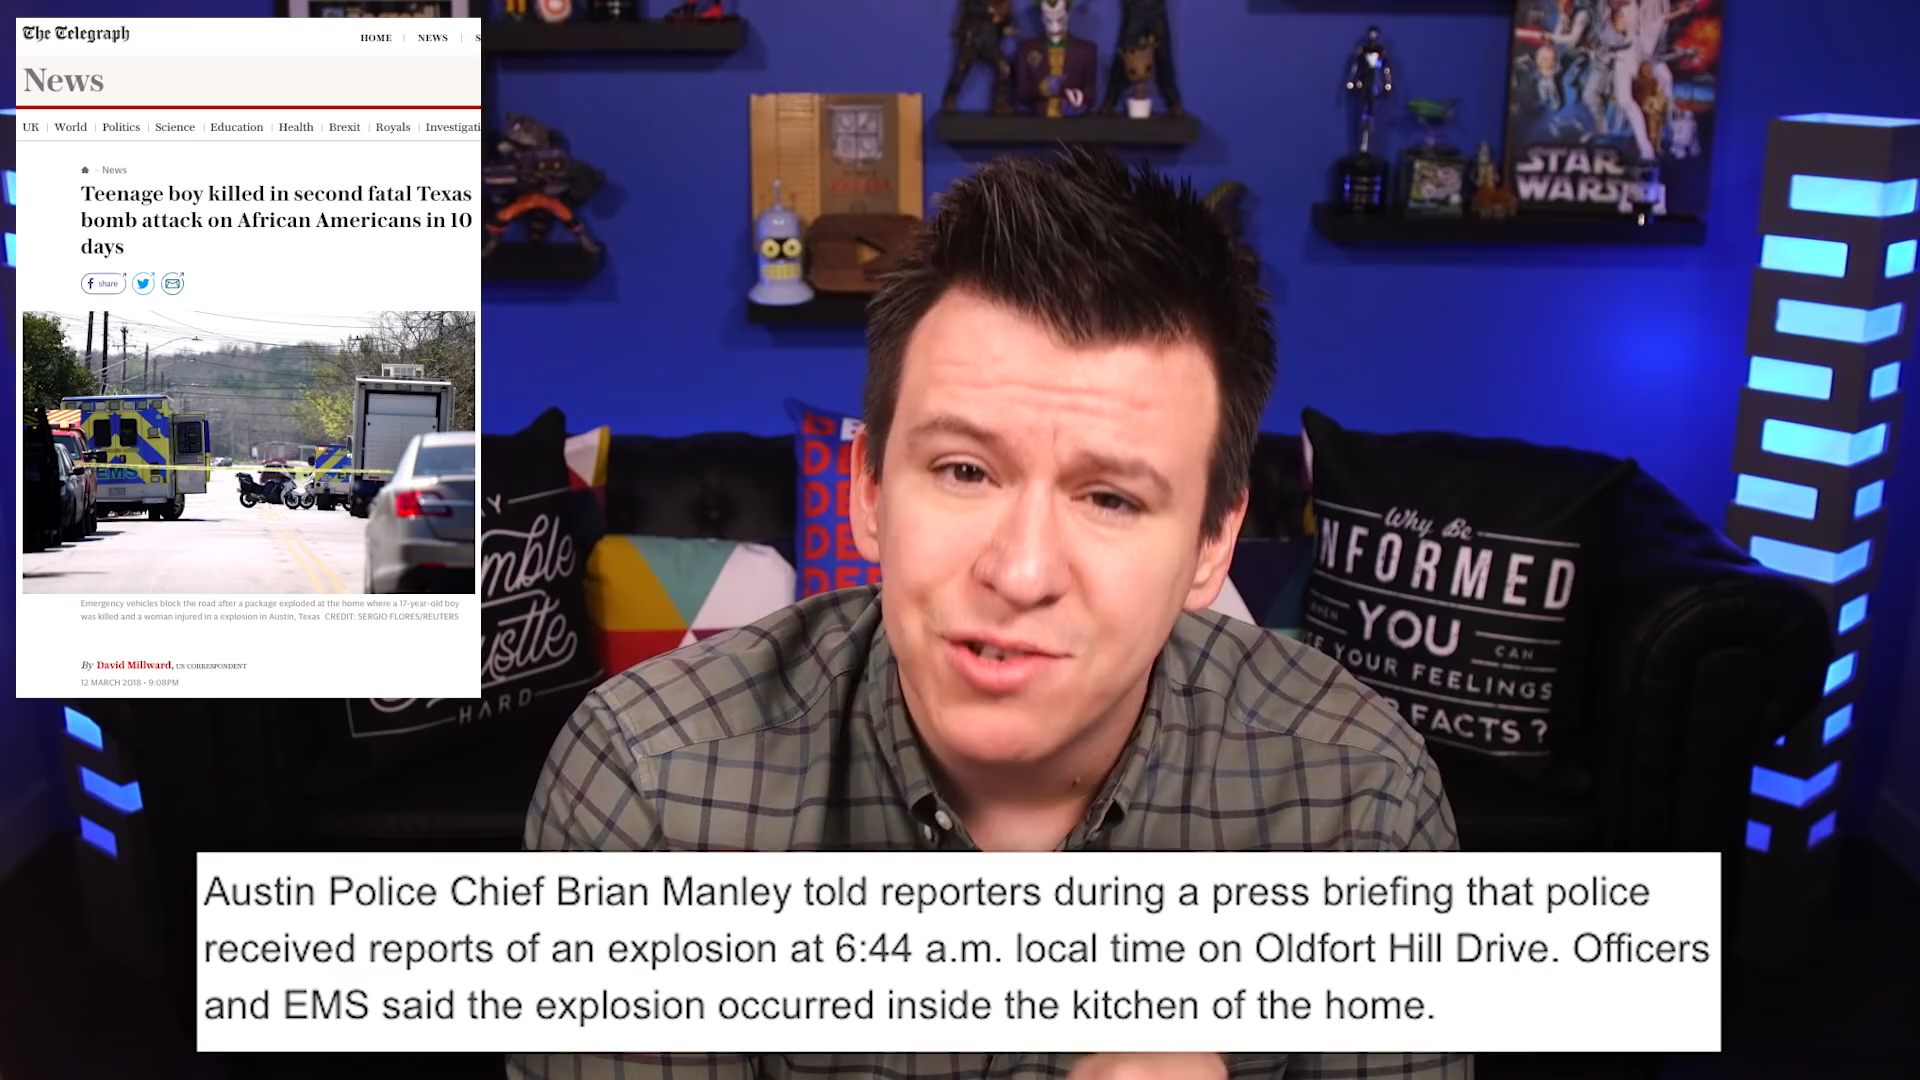 The Telegraph
HOME | NEWS | S
News
UK | World | Politics | Science | Education | Health | Brexit | Royals | Investigati
News
Teenage boy killed in second fatal Texas
bomb attack on African Americans in 10
days
f share
EMS
Emergency vehicles block the road after a package exploded at the home where a 17-year-old boy
was killed and a woman injured in a explosion in Austin, Texas CREDIT: SERGIO FLORES/REUTERS
By David Millward, US CORRESPONDENT
12 MARCH 2018 • 9:08PM
STAR
WARS
HARD
Why Be
INFORMED
WHEN YOU CAN
YOUR FEELINGS
FACTS?
Austin Police Chief Brian Manley told reporters during a press briefing that police
received reports of an explosion at 6:44 a.m. local time on Oldfort Hill Drive. Officers
and EMS said the explosion occurred inside the kitchen of the home.